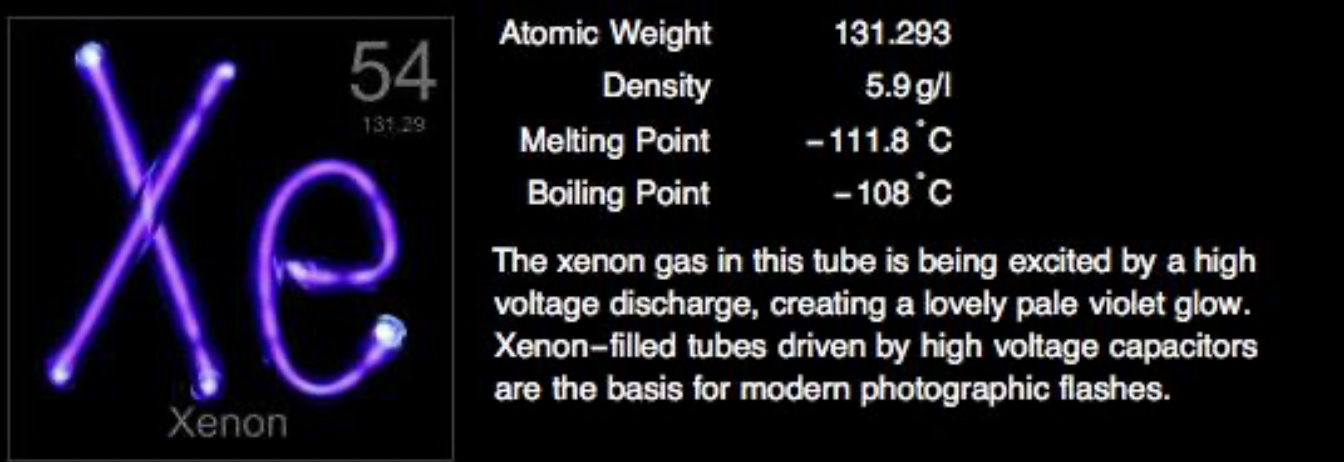 Xe
54
131.29
Xenon
Atomic Weight 131.293
Density 5.9 g/l
Melting Point –111.8 °C
Boiling Point –108 °C
The xenon gas in this tube is being excited by a high
voltage discharge, creating a lovely pale violet glow.
Xenon–filled tubes driven by high voltage capacitors
are the basis for modern photographic flashes.